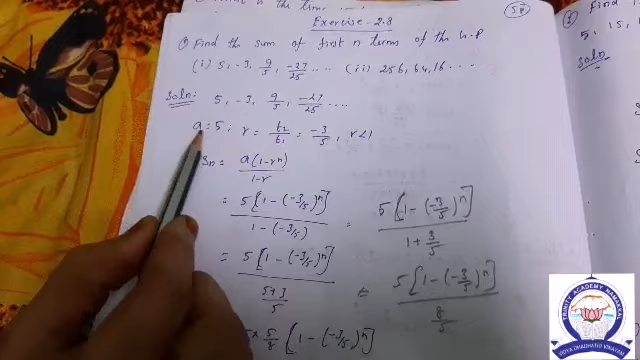 Exercise - 2.8
58
① Find the sum of first n terms of the G.P
(i) 5, -3, 9/5, -27/25 .... (ii) 256, 64, 16 ...
Soln:
5, -3, 9/5, -27/25 ....
a = 5 ; r = t2/t1 = -3/5 , r < 1
Sn = a(1-rⁿ)/1-r
= 5[1 - (-3/5)ⁿ]/1 - (-3/5) = 5[1 - (-3/5)ⁿ]/1 + 3/5
= 5[1 - (-3/5)ⁿ]/5+3/5 = 5[1 - (-3/5)ⁿ]/8/5
× 5/8 [1 - (-3/5)ⁿ]
Find
5, 15,
Soln
TRINITY ACADEMY NAMAKKAL